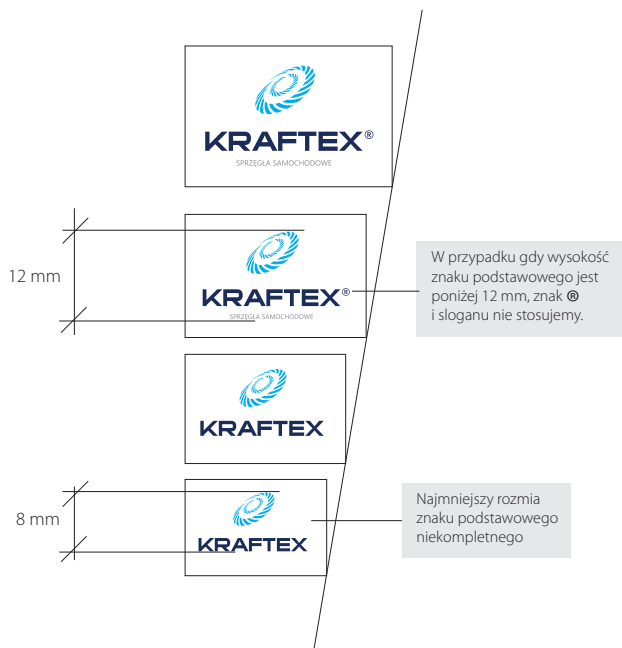 KRAFTEX®
SPRZĘGŁA SAMOCHODOWE
12 mm
KRAFTEX®
SPRZĘGŁA SAMOCHODOWE
W przypadku gdy wysokość
znaku podstawowego jest
poniżej 12 mm, znak ®
i sloganu nie stosujemy.
KRAFTEX
8 mm
KRAFTEX
Najmniejszy rozmia
znaku podstawowego
niekompletnego